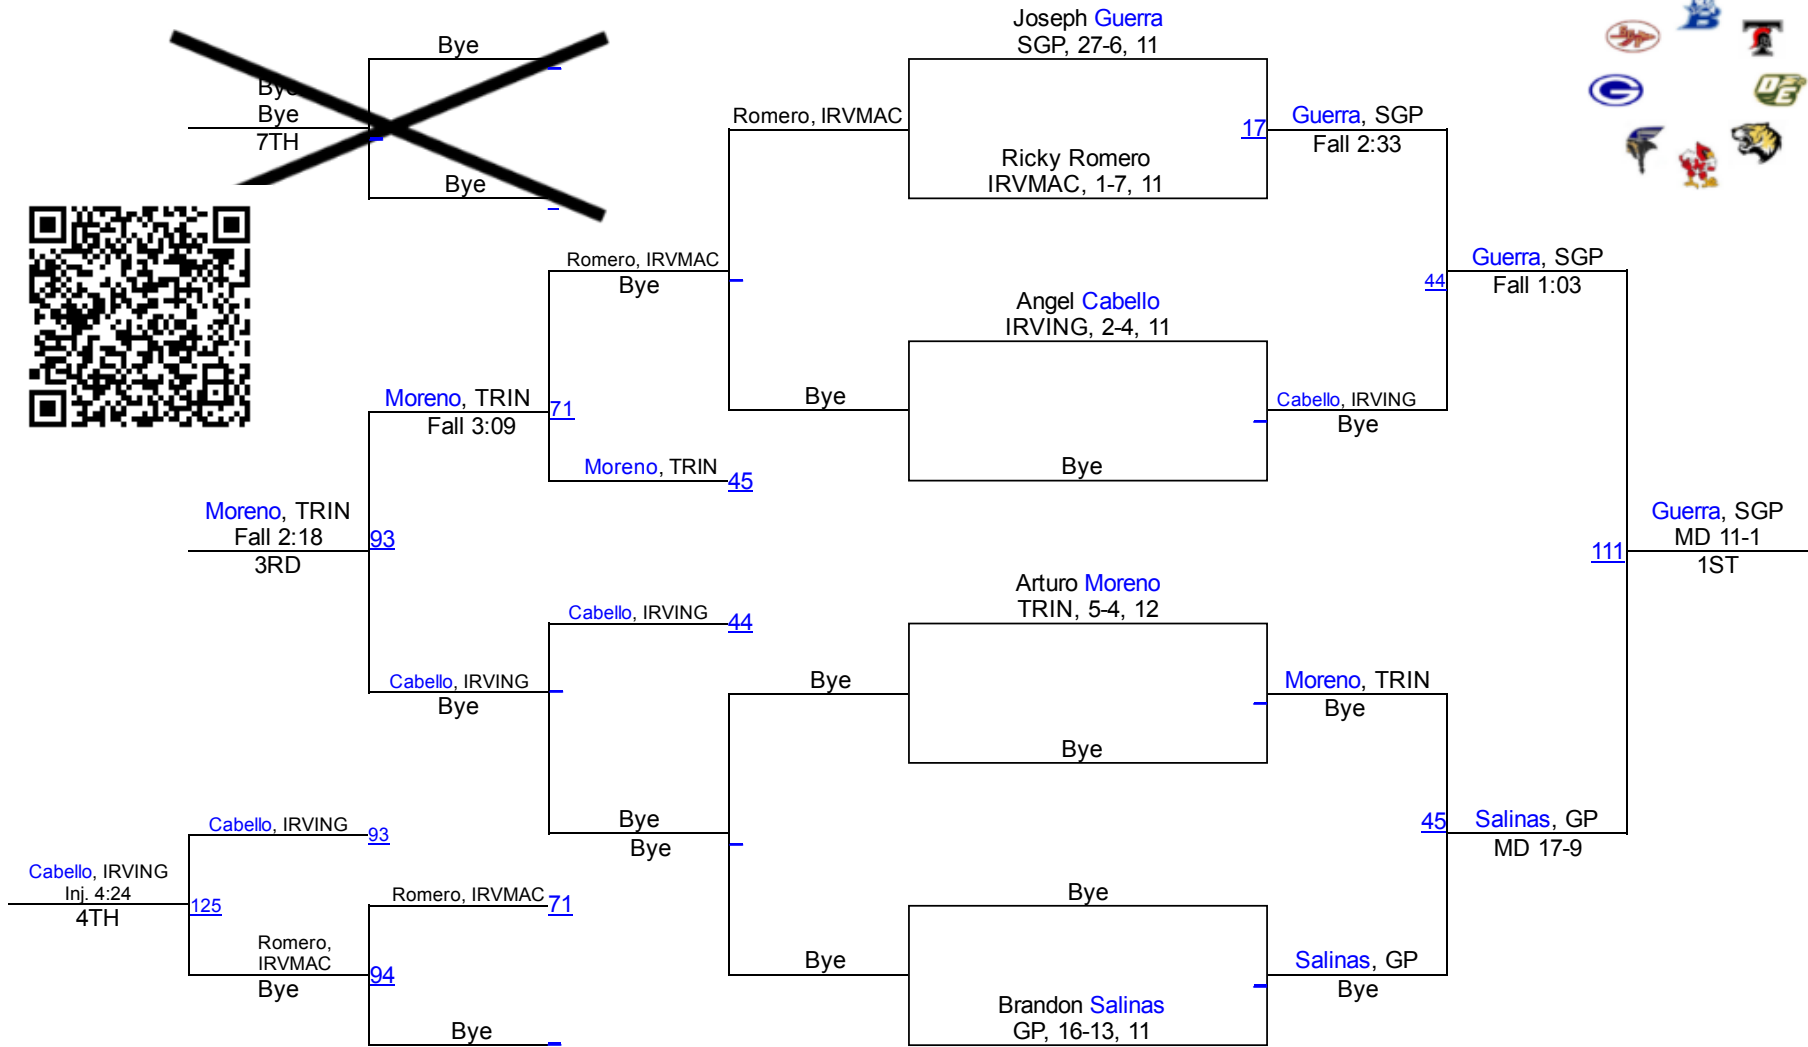 Bye
Bye
Bye
7TH
Bye
Joseph Guerra
SGP, 27-6, 11
Romero, IRVMAC
17
Guerra, SGP
Fall 2:33
Ricky Romero
IRVMAC, 1-7, 11
Romero, IRVMAC
Bye
Guerra, SGP
44
Fall 1:03
Angel Cabello
IRVING, 2-4, 11
Moreno, TRIN
71
Fall 3:09
Bye
Cabello, IRVING
Bye
Moreno, TRIN
45
Bye
Moreno, TRIN
Fall 2:18
93
3RD
Guerra, SGP
MD 11-1
111
1ST
Arturo Moreno
TRIN, 5-4, 12
Cabello, IRVING
44
Cabello, IRVING
Bye
Bye
Moreno, TRIN
Bye
Bye
Bye
Bye
45
Salinas, GP
MD 17-9
Cabello, IRVING
93
Cabello, IRVING
Inj. 4:24
125
4TH
Romero, IRVMAC
71
Bye
Romero,
IRVMAC
94
Bye
Bye
Salinas, GP
Bye
Brandon Salinas
GP, 16-13, 11
Bye
B
T
G
DE